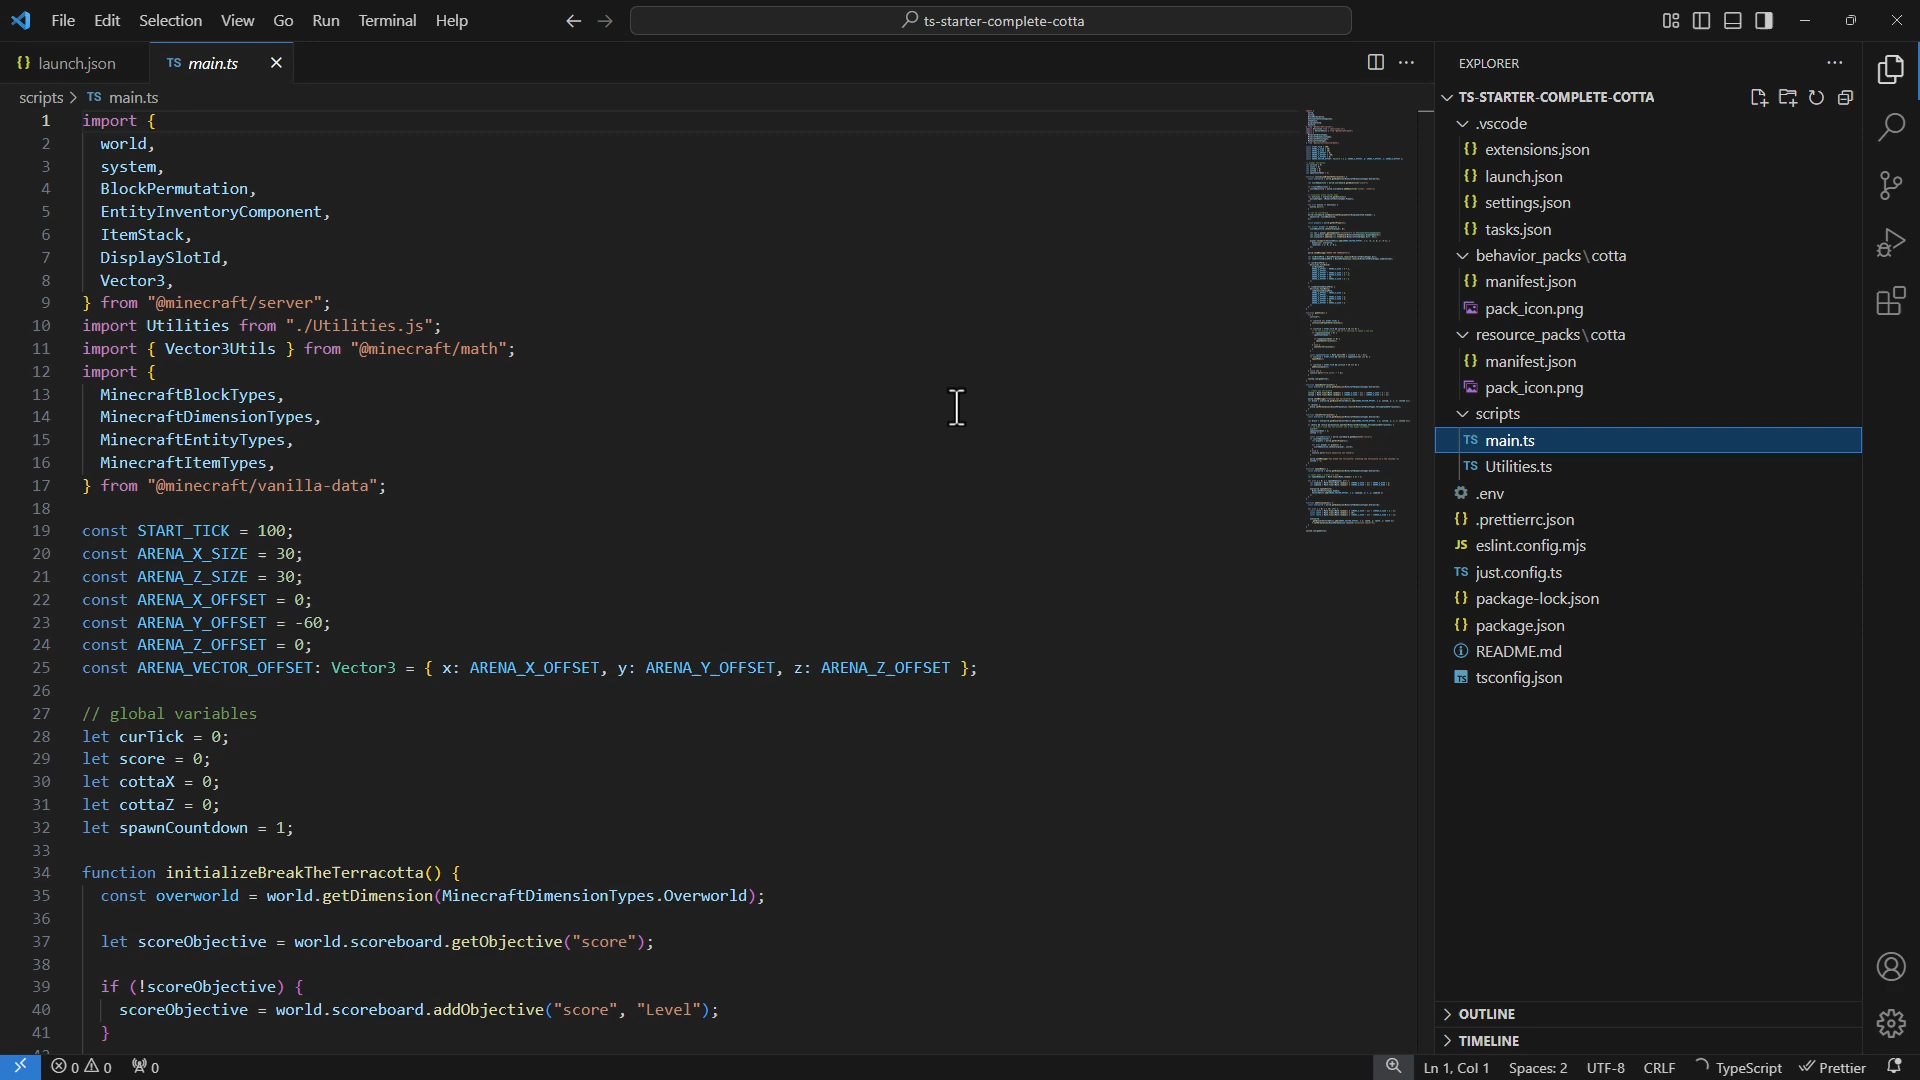 File Edit Selection View Go Run Terminal Help
ts-starter-complete-cotta
launch.json
TS main.ts
scripts > TS main.ts
1 import {
2 world,
3 system,
4 BlockPermutation,
5 EntityInventoryComponent,
6 ItemStack,
7 DisplaySlotId,
8 Vector3,
9 } from "@minecraft/server";
10 import Utilities from "./Utilities.js";
11 import { Vector3Utils } from "@minecraft/math";
12 import {
13 MinecraftBlockTypes,
14 MinecraftDimensionTypes,
15 MinecraftEntityTypes,
16 MinecraftItemTypes,
17 } from "@minecraft/vanilla-data";
18
19 const START_TICK = 100;
20 const ARENA_X_SIZE = 30;
21 const ARENA_Z_SIZE = 30;
22 const ARENA_X_OFFSET = 0;
23 const ARENA_Y_OFFSET = -60;
24 const ARENA_Z_OFFSET = 0;
25 const ARENA_VECTOR_OFFSET: Vector3 = { x: ARENA_X_OFFSET, y: ARENA_Y_OFFSET, z: ARENA_Z_OFFSET };
26
27 // global variables
28 let curTick = 0;
29 let score = 0;
30 let cottaX = 0;
31 let cottaZ = 0;
32 let spawnCountdown = 1;
33
34 function initializeBreakTheTerracotta() {
35 const overworld = world.getDimension(MinecraftDimensionTypes.Overworld);
36
37 let scoreObjective = world.scoreboard.getObjective("score");
38
39 if (!scoreObjective) {
40 scoreObjective = world.scoreboard.addObjective("score", "Level");
41 }
EXPLORER
TS-STARTER-COMPLETE-COTTA
.vscode
extensions.json
launch.json
settings.json
tasks.json
behavior_packs\cotta
manifest.json
pack_icon.png
resource_packs\cotta
manifest.json
pack_icon.png
scripts
TS main.ts
TS Utilities.ts
.env
.prettierrc.json
JS eslint.config.mjs
TS just.config.ts
package-lock.json
package.json
README.md
tsconfig.json
OUTLINE
TIMELINE
0 0 0
Ln 1, Col 1 Spaces: 2 UTF-8 CRLF TypeScript Prettier